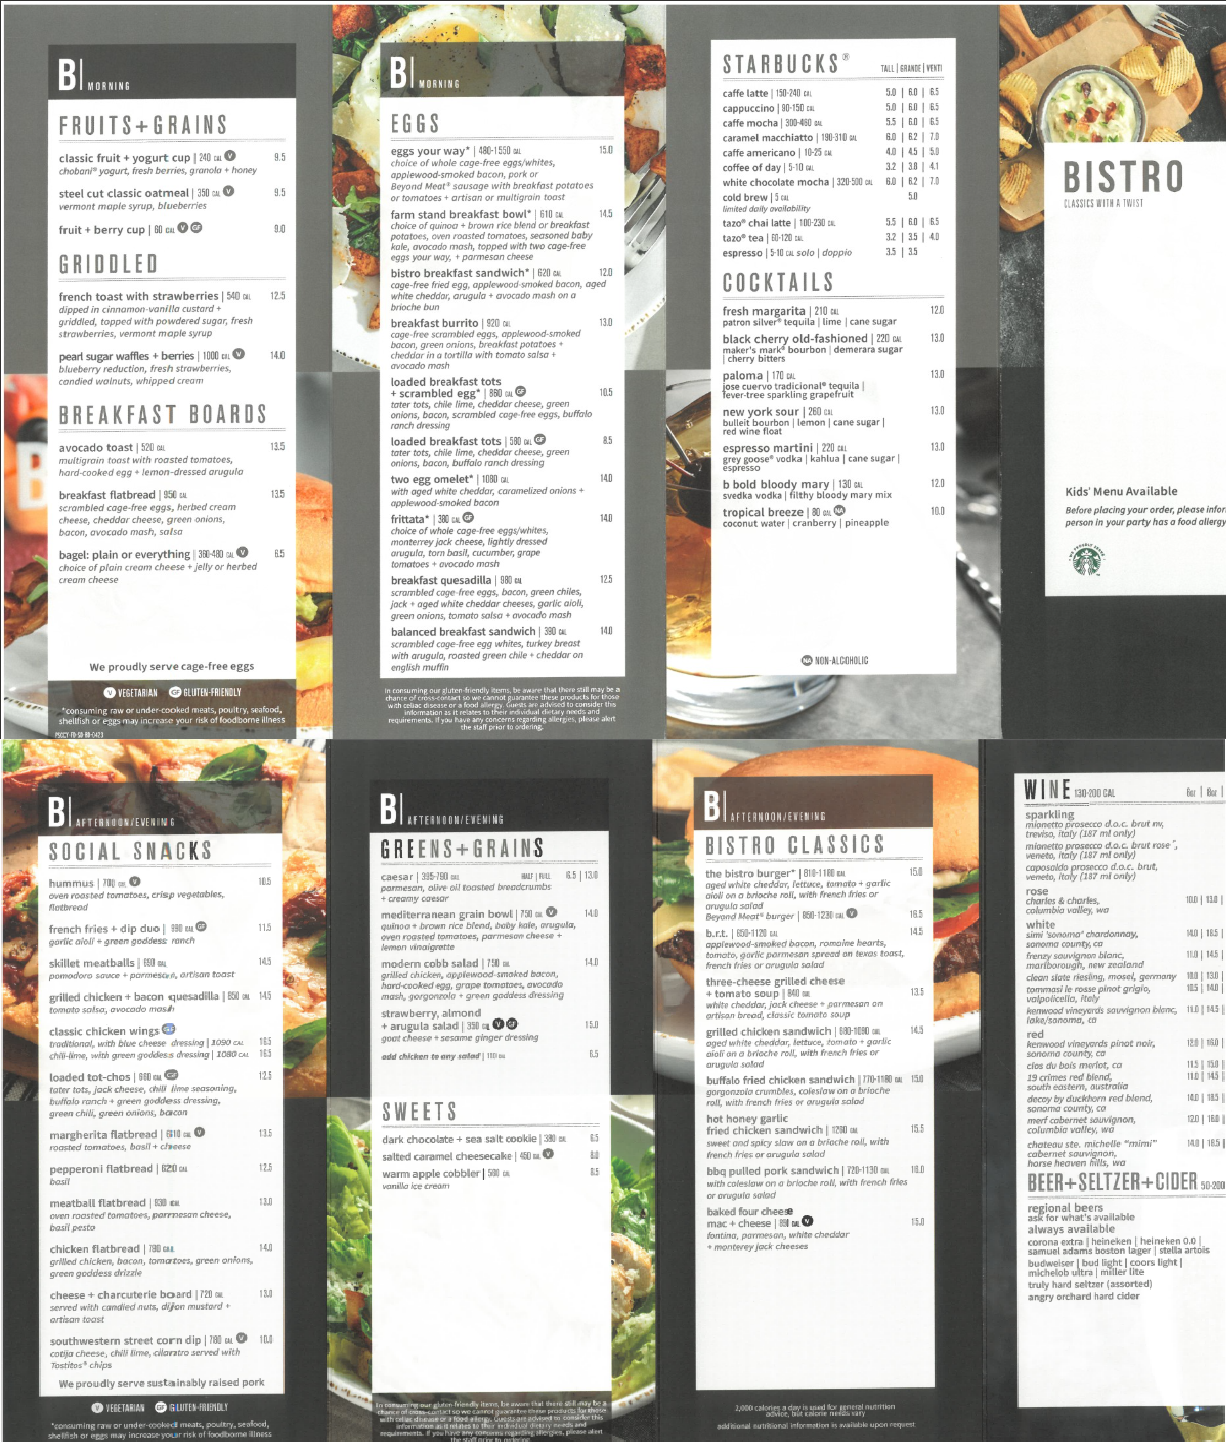 B| MORNING
FRUITS+GRAINS
classic fruit + yogurt cup | 240 CAL V 9.5
chobani® yogurt, fresh berries, granola + honey
steel cut classic oatmeal | 350 CAL V 9.5
vermont maple syrup, blueberries
fruit + berry cup | 80 CAL V GF 9.0
GRIDDLED
french toast with strawberries | 540 CAL 12.5
dipped in cinnamon-vanilla custard +
griddled, topped with powdered sugar, fresh
strawberries, vermont maple syrup
pearl sugar waffles + berries | 1000 CAL V 14.0
blueberry reduction, fresh strawberries,
candied walnuts, whipped cream
BREAKFAST BOARDS
avocado toast | 520 CAL 13.5
multigrain toast with roasted tomatoes,
hard-cooked egg + lemon-dressed arugula
breakfast flatbread | 950 CAL 13.5
scrambled cage-free eggs, herbed cream
cheese, cheddar cheese, green onions,
bacon, avocado mash, salsa
bagel: plain or everything | 360-480 CAL V 6.5
choice of plain cream cheese + jelly or herbed
cream cheese
We proudly serve cage-free eggs
V VEGETARIAN GF GLUTEN-FRIENDLY
*consuming raw or under-cooked meats, poultry, seafood,
shellfish or eggs may increase your risk of foodborne illness
B| MORNING
EGGS
eggs your way* | 480-1550 CAL 15.0
choice of whole cage-free eggs/whites,
applewood-smoked bacon, pork or
Beyond Meat® sausage with breakfast potatoes
or tomatoes + artisan or multigrain toast
farm stand breakfast bowl* | 610 CAL 14.5
choice of quinoa + brown rice blend or breakfast
potatoes, oven roasted tomatoes, seasoned baby
kale, avocado mash, topped with two cage-free
eggs your way, + parmesan cheese
bistro breakfast sandwich* | 620 CAL 12.0
cage-free fried egg, applewood-smoked bacon, aged
white cheddar, arugula + avocado mash on a
brioche bun
breakfast burrito | 920 CAL 13.0
cage-free scrambled eggs, applewood-smoked
bacon, green onions, breakfast potatoes +
cheddar in a tortilla with tomato salsa +
avocado mash
loaded breakfast tots
+ scrambled egg* | 860 CAL GF 10.5
tater tots, chile lime, cheddar cheese, green
onions, bacon, scrambled cage-free eggs, buffalo
ranch dressing
loaded breakfast tots | 580 CAL GF 8.5
tater tots, chile lime, cheddar cheese, green
onions, bacon, buffalo ranch dressing
two egg omelet* | 1080 CAL 14.0
with aged white cheddar, caramelized onions +
applewood-smoked bacon
frittata* | 380 CAL GF 14.0
choice of whole cage-free eggs/whites,
monterrey jack cheese, lightly dressed
arugula, torn basil, cucumber, grape
tomatoes + avocado mash
breakfast quesadilla | 980 CAL 12.5
scrambled cage-free eggs, bacon, green chiles,
jack + aged white cheddar cheeses, garlic aioli,
green onions, tomato salsa + avocado mash
balanced breakfast sandwich | 390 CAL 14.0
scrambled cage-free egg whites, turkey breast
with arugula, roasted green chile + cheddar on
english muffin
In consuming our gluten-friendly items, be aware that there still may be a
chance of cross-contact so we cannot guarantee these products for those
with celiac disease or a food allergy. Guests are advised to consider this
information as it relates to their individual dietary needs and
requirements. If you have any concerns regarding allergies, please alert
the staff prior to ordering.
STARBUCKS® TALL | GRANDE | VENTI
caffe latte | 150-240 CAL 5.0 | 6.0 | 6.5
cappuccino | 90-150 CAL 5.0 | 6.0 | 6.5
caffe mocha | 300-460 CAL 5.5 | 6.0 | 6.5
caramel macchiatto | 190-310 CAL 6.0 | 6.2 | 7.0
caffe americano | 10-25 CAL 4.0 | 4.5 | 5.0
coffee of day | 5-10 CAL 3.2 | 3.8 | 4.1
white chocolate mocha | 320-500 CAL 6.0 | 6.2 | 7.0
cold brew | 5 CAL 5.0
limited daily availability
tazo® chai latte | 100-230 CAL 5.5 | 6.0 | 6.5
tazo® tea | 60-120 CAL 3.2 | 3.5 | 4.0
espresso | 5-10 CAL solo | doppio 3.5 | 3.5
COCKTAILS
fresh margarita | 210 CAL 12.0
patron silver® tequila | lime | cane sugar
black cherry old-fashioned | 220 CAL 13.0
maker's mark® bourbon | demerara sugar
| cherry bitters
paloma | 170 CAL 13.0
jose cuervo tradicional® tequila |
fever-tree sparkling grapefruit
new york sour | 260 CAL 13.0
bulleit bourbon | lemon | cane sugar |
red wine float
espresso martini | 220 CAL 13.0
grey goose® vodka | kahlua | cane sugar |
espresso
b bold bloody mary | 130 CAL 12.0
svedka vodka | filthy bloody mary mix
tropical breeze | 80 CAL NA 10.0
coconut water | cranberry | pineapple
NA NON-ALCOHOLIC
BISTRO
CLASSICS WITH A TWIST
Kids' Menu Available
Before placing your order, please infor
person in your party has a food allergy
B| AFTERNOON/EVENING
SOCIAL SNACKS
hummus | 700 CAL V 10.5
oven roasted tomatoes, crisp vegetables,
flatbread
french fries + dip duo | 990 CAL GF 11.5
garlic aioli + green goddess ranch
skillet meatballs | 690 CAL 14.5
pomodoro sauce + parmesan, artisan toast
grilled chicken + bacon quesadilla | 850 CAL 14.5
tomato salsa, avocado mash
classic chicken wings GF
traditional, with blue cheese dressing | 1090 CAL 16.5
chili-lime, with green goddess dressing | 1080 CAL 16.5
loaded tot-chos | 660 CAL GF 12.5
tater tots, jack cheese, chili lime seasoning,
buffalo ranch + green goddess dressing,
green chili, green onions, bacon
margherita flatbread | 610 CAL V 13.5
roasted tomatoes, basil + cheese
pepperoni flatbread | 620 CAL 12.5
basil
meatball flatbread | 930 CAL 13.0
oven roasted tomatoes, parmesan cheese,
basil pesto
chicken flatbread | 780 CAL 14.0
grilled chicken, bacon, tomatoes, green onions,
green goddess drizzle
cheese + charcuterie board | 720 CAL 13.0
served with candied nuts, dijon mustard +
artisan toast
southwestern street corn dip | 760 CAL V 10.0
cotija cheese, chili lime, cilantro served with
Tostitos® chips
We proudly serve sustainably raised pork
V VEGETARIAN GF GLUTEN-FRIENDLY
*consuming raw or under-cooked meats, poultry, seafood,
shellfish or eggs may increase your risk of foodborne illness
B| AFTERNOON/EVENING
GREENS+GRAINS
caesar | 395-790 CAL HALF | FULL 6.5 | 13.0
parmesan, olive oil toasted breadcrumbs
+ creamy caesar
mediterranean grain bowl | 750 CAL V 14.0
quinoa + brown rice blend, baby kale, arugula,
oven roasted tomatoes, parmesan cheese +
lemon vinaigrette
modern cobb salad | 750 CAL 14.0
grilled chicken, applewood-smoked bacon,
hard-cooked egg, grape tomatoes, avocado
mash, gorgonzola + green goddess dressing
strawberry, almond
+ arugula salad | 350 CAL V GF 15.0
goat cheese + sesame ginger dressing
add chicken to any salad | 100 CAL 6.5
SWEETS
dark chocolate + sea salt cookie | 380 CAL 6.5
salted caramel cheesecake | 450 CAL V 8.0
warm apple cobbler | 500 CAL 8.5
vanilla ice cream
In consuming our gluten-friendly items, be aware that there still may be a
chance of cross-contact so we cannot guarantee these products for those
with celiac disease or a food allergy. Guests are advised to consider this
information as it relates to their individual dietary needs and
requirements. If you have any concerns regarding allergies, please alert
the staff prior to ordering.
B| AFTERNOON/EVENING
BISTRO CLASSICS
the bistro burger* | 810-1180 CAL 15.0
aged white cheddar, lettuce, tomato + garlic
aioli on a brioche roll, with french fries or
arugula salad
Beyond Meat® burger | 850-1230 CAL V 16.5
b.r.t. | 650-1120 CAL 14.5
applewood-smoked bacon, romaine hearts,
tomato, garlic parmesan spread on texas toast,
french fries or arugula salad
three-cheese grilled cheese
+ tomato soup | 840 CAL 13.5
white cheddar, jack cheese + parmesan on
artisan bread, classic tomato soup
grilled chicken sandwich | 680-1080 CAL 14.5
aged white cheddar, lettuce, tomato + garlic
aioli on a brioche roll, with french fries or
arugula salad
buffalo fried chicken sandwich | 770-1180 CAL 15.0
gorgonzola crumbles, coleslaw on a brioche
roll, with french fries or arugula salad
hot honey garlic
fried chicken sandwich | 1200 CAL 15.5
sweet and spicy slaw on a brioche roll, with
french fries or arugula salad
bbq pulled pork sandwich | 720-1130 CAL 16.0
with coleslaw on a brioche roll, with french fries
or arugula salad
baked four cheese
mac + cheese | 890 CAL V 15.0
fontina, parmesan, white cheddar
+ monterey jack cheeses
2,000 calories a day is used for general nutrition
advice, but calorie needs vary
additional nutritional information is available upon request
WINE 130-200 CAL 6oz | 9oz |
sparkling
mionetto prosecco d.o.c. brut nv,
treviso, italy (187 ml only)
mionetto prosecco d.o.c. brut rose,
veneto, italy (187 ml only)
caposaldo prosecco d.o.c. brut,
veneto, italy (187 ml only)
rose
charles & charles, 10.0 | 13.0 |
columbia valley, wa
white
simi 'sonoma' chardonnay, 14.0 | 18.5 |
sonoma county, ca
frenzy sauvignon blanc, 11.0 | 14.5 |
marlborough, new zealand
clean slate riesling, mosel, germany 10.0 | 13.0 |
tommasi le rosse pinot grigio, 10.5 | 14.0 |
valpolicella, italy
kenwood vineyards sauvignon blanc, 11.0 | 14.5 |
lake/sonoma, ca
red
kenwood vineyards pinot noir, 12.0 | 16.0 |
sonoma county, ca
clos du bois merlot, ca 11.5 | 15.0 |
19 crimes red blend, 11.0 | 14.5 |
south eastern, australia
decoy by duckhorn red blend, 14.0 | 18.5 |
sonoma county, ca
merf cabernet sauvignon, 12.0 | 16.0 |
columbia valley, wa
chateau ste. michelle "mimi" 14.0 | 18.5 |
cabernet sauvignon,
horse heaven hills, wa
BEER+SELTZER+CIDER 50-200
regional beers
ask for what's available
always available
corona extra | heineken | heineken 0.0 |
samuel adams boston lager | stella artois
budweiser | bud light | coors light |
michelob ultra | miller lite
truly hard seltzer (assorted)
angry orchard hard cider